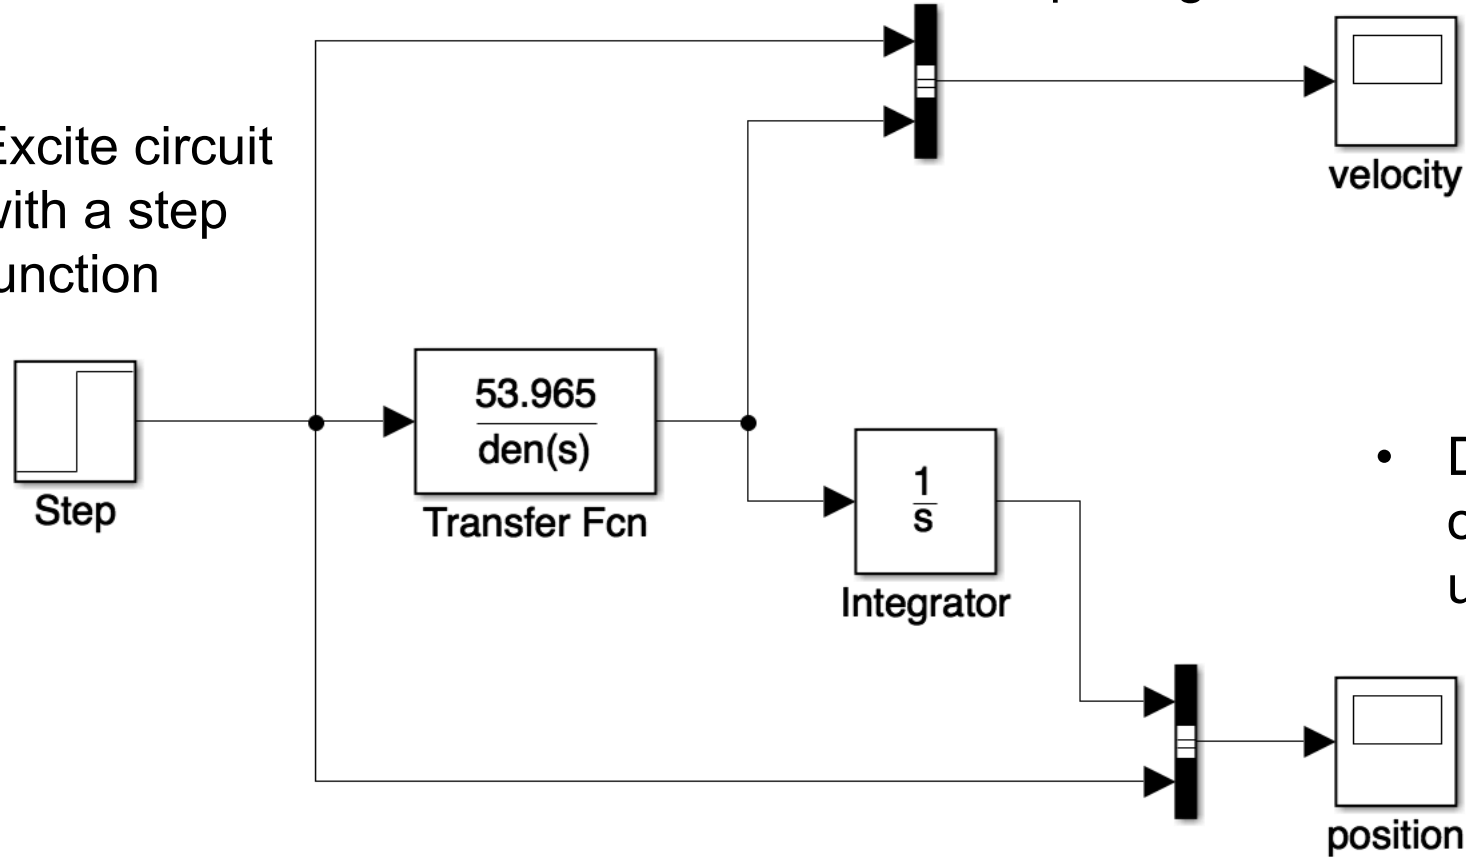 Excite circuit
with a step
function
velocity
53.965
den(s)
Transfer Fcn
Step
1
s
Integrator
position